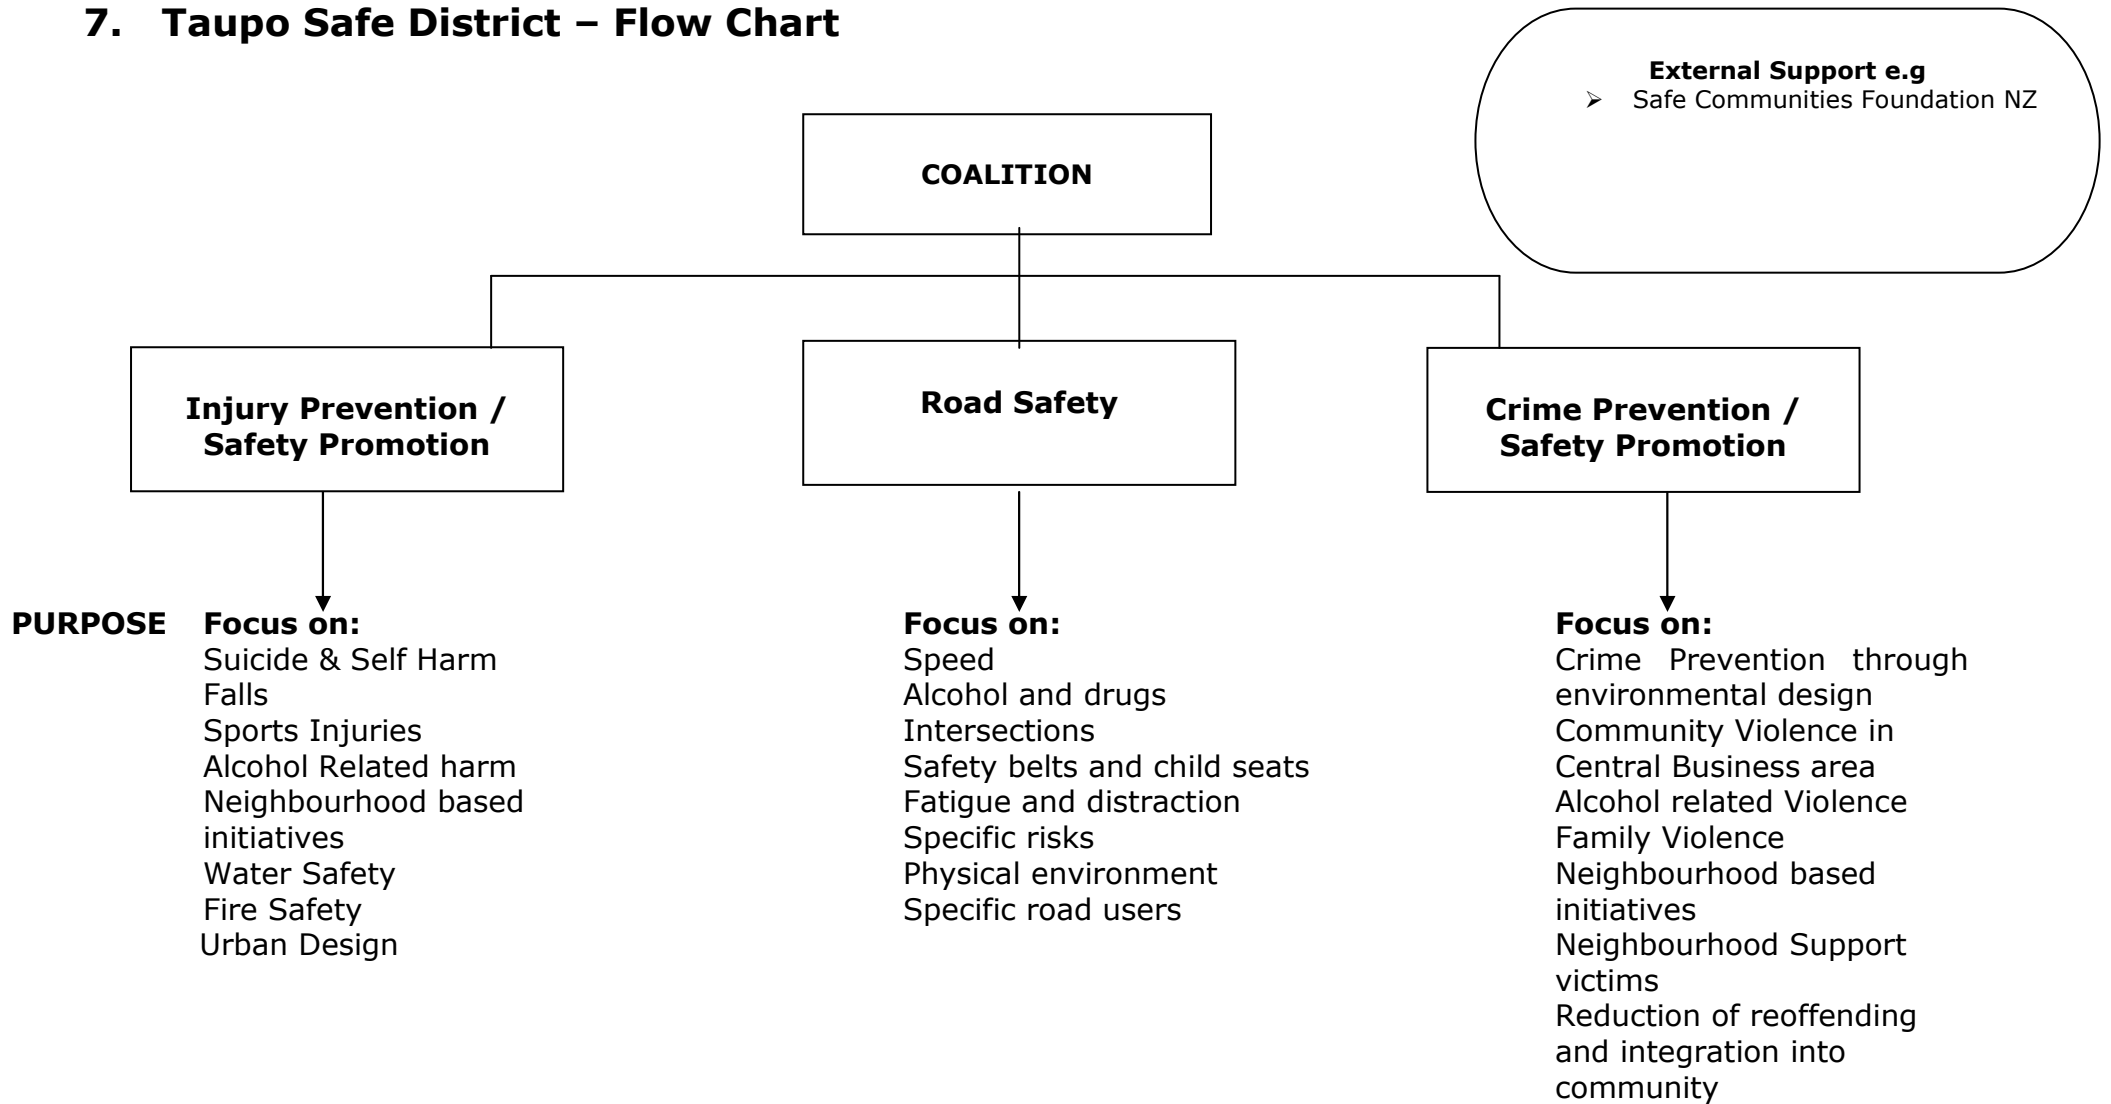 7. Taupo Safe District – Flow Chart
External Support e.g
➢ Safe Communities Foundation NZ
COALITION
Injury Prevention /
Safety Promotion
Road Safety
Crime Prevention /
Safety Promotion
PURPOSE
Focus on:
Suicide & Self Harm
Falls
Sports Injuries
Alcohol Related harm
Neighbourhood based
initiatives
Water Safety
Fire Safety
Urban Design
Focus on:
Speed
Alcohol and drugs
Intersections
Safety belts and child seats
Fatigue and distraction
Specific risks
Physical environment
Specific road users
Focus on:
Crime Prevention through
environmental design
Community Violence in
Central Business area
Alcohol related Violence
Family Violence
Neighbourhood based
initiatives
Neighbourhood Support
victims
Reduction of reoffending
and integration into
community